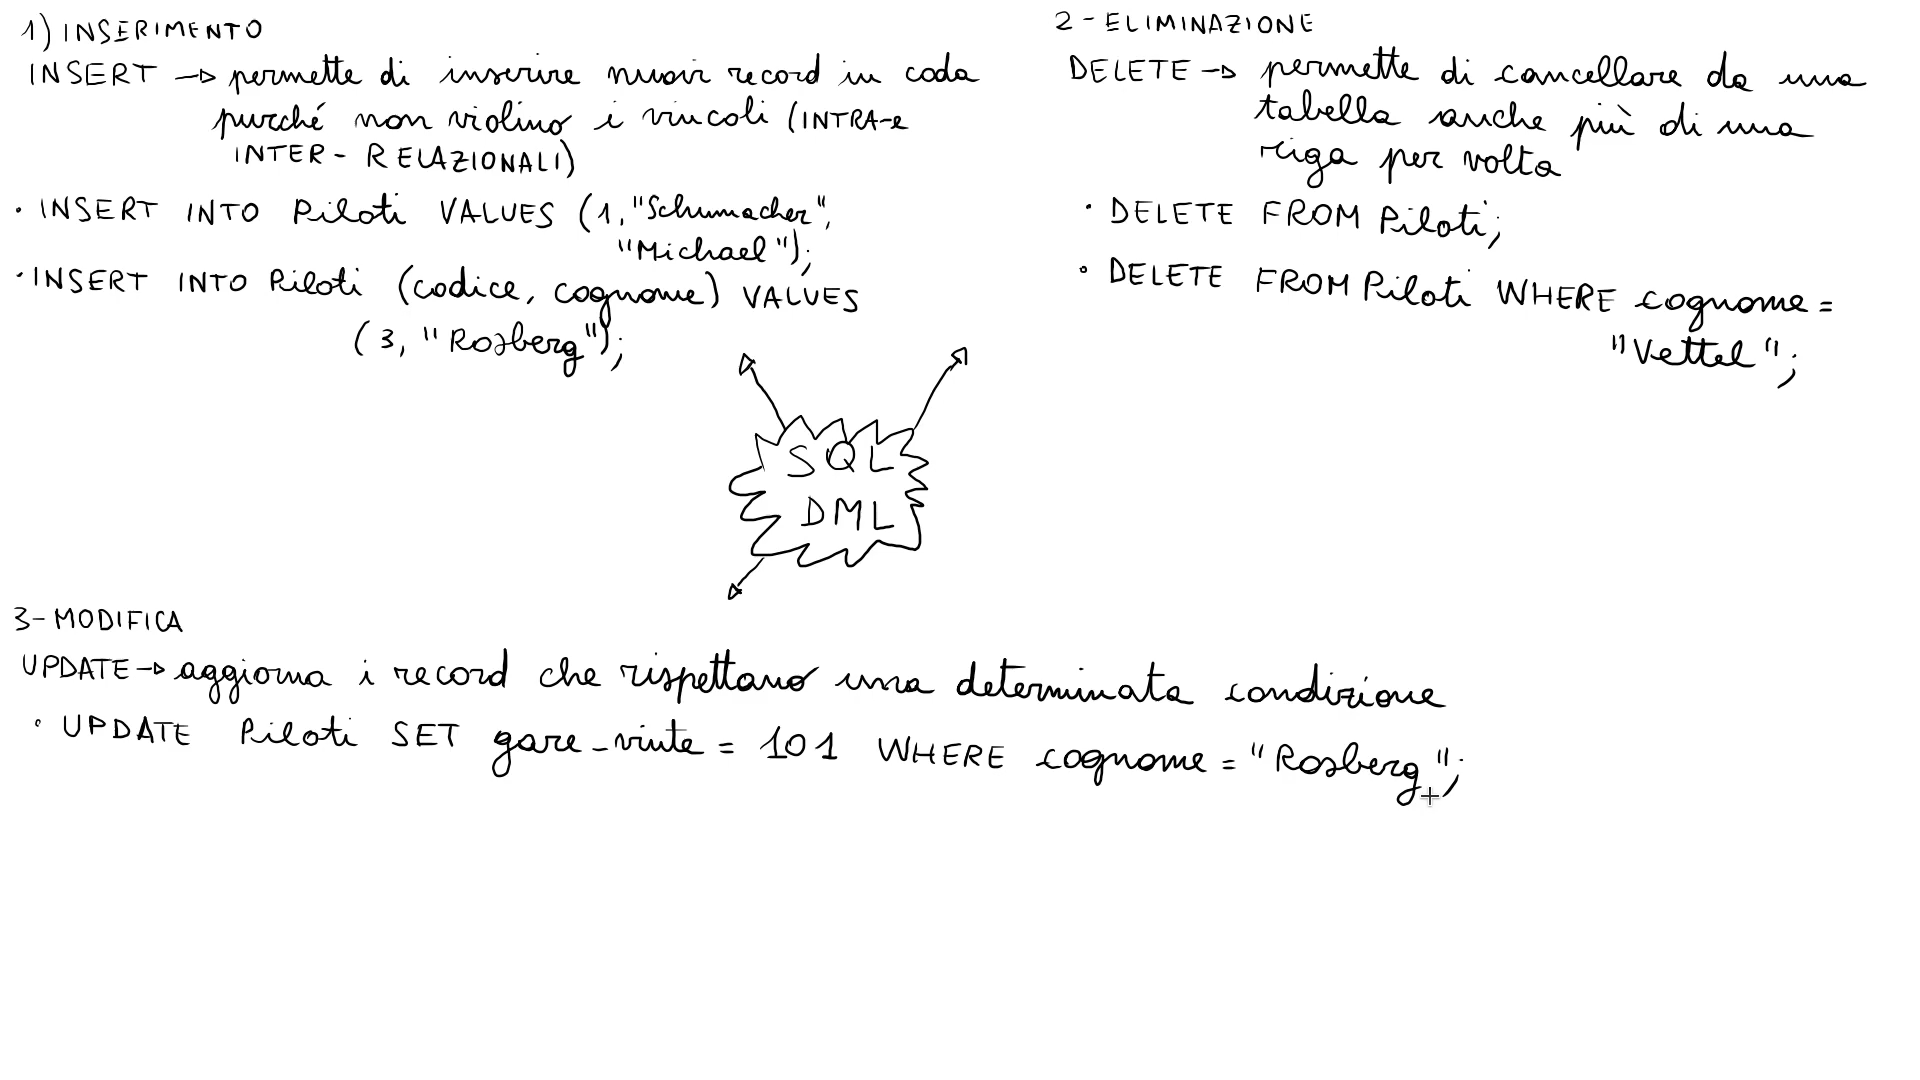 1) INSERIMENTO
INSERT → permette di inserire nuovi record in coda
purché non violino i vincoli (INTRA-e
INTER-RELAZIONALI)
• INSERT INTO Piloti VALUES (1, "Schumacher",
"Michael");
• INSERT INTO Piloti (codice, cognome) VALUES
(3, "Rosberg");
2-ELIMINAZIONE
DELETE → permette di cancellare da una
tabella anche più di una
riga per volta
• DELETE FROM Piloti;
• DELETE FROM Piloti WHERE cognome =
"Vettel";
SQL
DML
3-MODIFICA
UPDATE → aggiorna i record che rispettano una determinata condizione
• UPDATE Piloti SET gare_vinte = 101 WHERE cognome = "Rosberg";